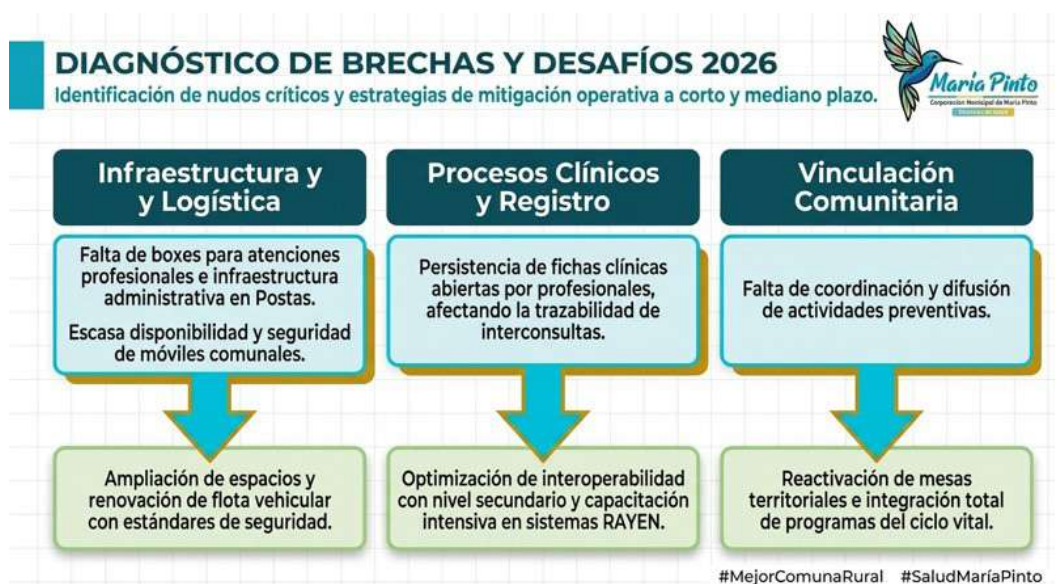 DIAGNÓSTICO DE BRECHAS Y DESAFÍOS 2026
Identificación de nudos críticos y estrategias de mitigación operativa a corto y mediano plazo.
María Pinto
Corporación Municipal de María Pinto
Infraestructura y
y Logística
Falta de boxes para atenciones
profesionales e infraestructura
administrativa en Postas.
Escasa disponibilidad y seguridad
de móviles comunales.
Ampliación de espacios y
renovación de flota vehicular
con estándares de seguridad.
Procesos Clínicos
y Registro
Persistencia de fichas clínicas
abiertas por profesionales,
afectando la trazabilidad de
interconsultas.
Optimización de interoperabilidad
con nivel secundario y capacitación
intensiva en sistemas RAYEN.
Vinculación
Comunitaria
Falta de coordinación y difusión
de actividades preventivas.
Reactivación de mesas
territoriales e integración total
de programas del ciclo vital.
#MejorComunaRural #SaludMaríaPinto